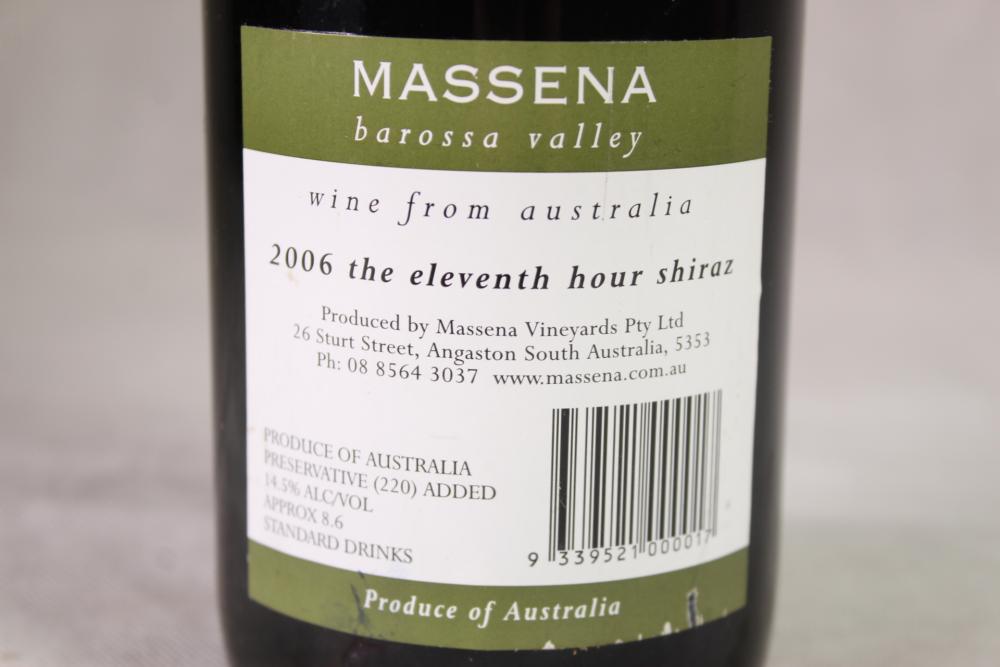 MASSENA
barossa valley
wine from australia
2006 the eleventh hour shiraz
Produced by Massena Vineyards Pty Ltd
26 Sturt Street, Angaston South Australia, 5353
Ph: 08 8564 3037 www.massena.com.au
PRODUCE OF AUSTRALIA
PRESERVATIVE (220) ADDED
14.5% ALC/VOL
APPROX 8.6
STANDARD DRINKS
9 339521 000017
Produce of Australia